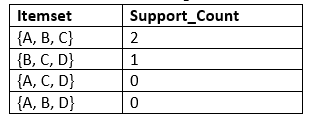 Itemset Support_Count
{A, B, C} 2
{B, C, D} 1
{A, C, D} 0
{A, B, D} 0